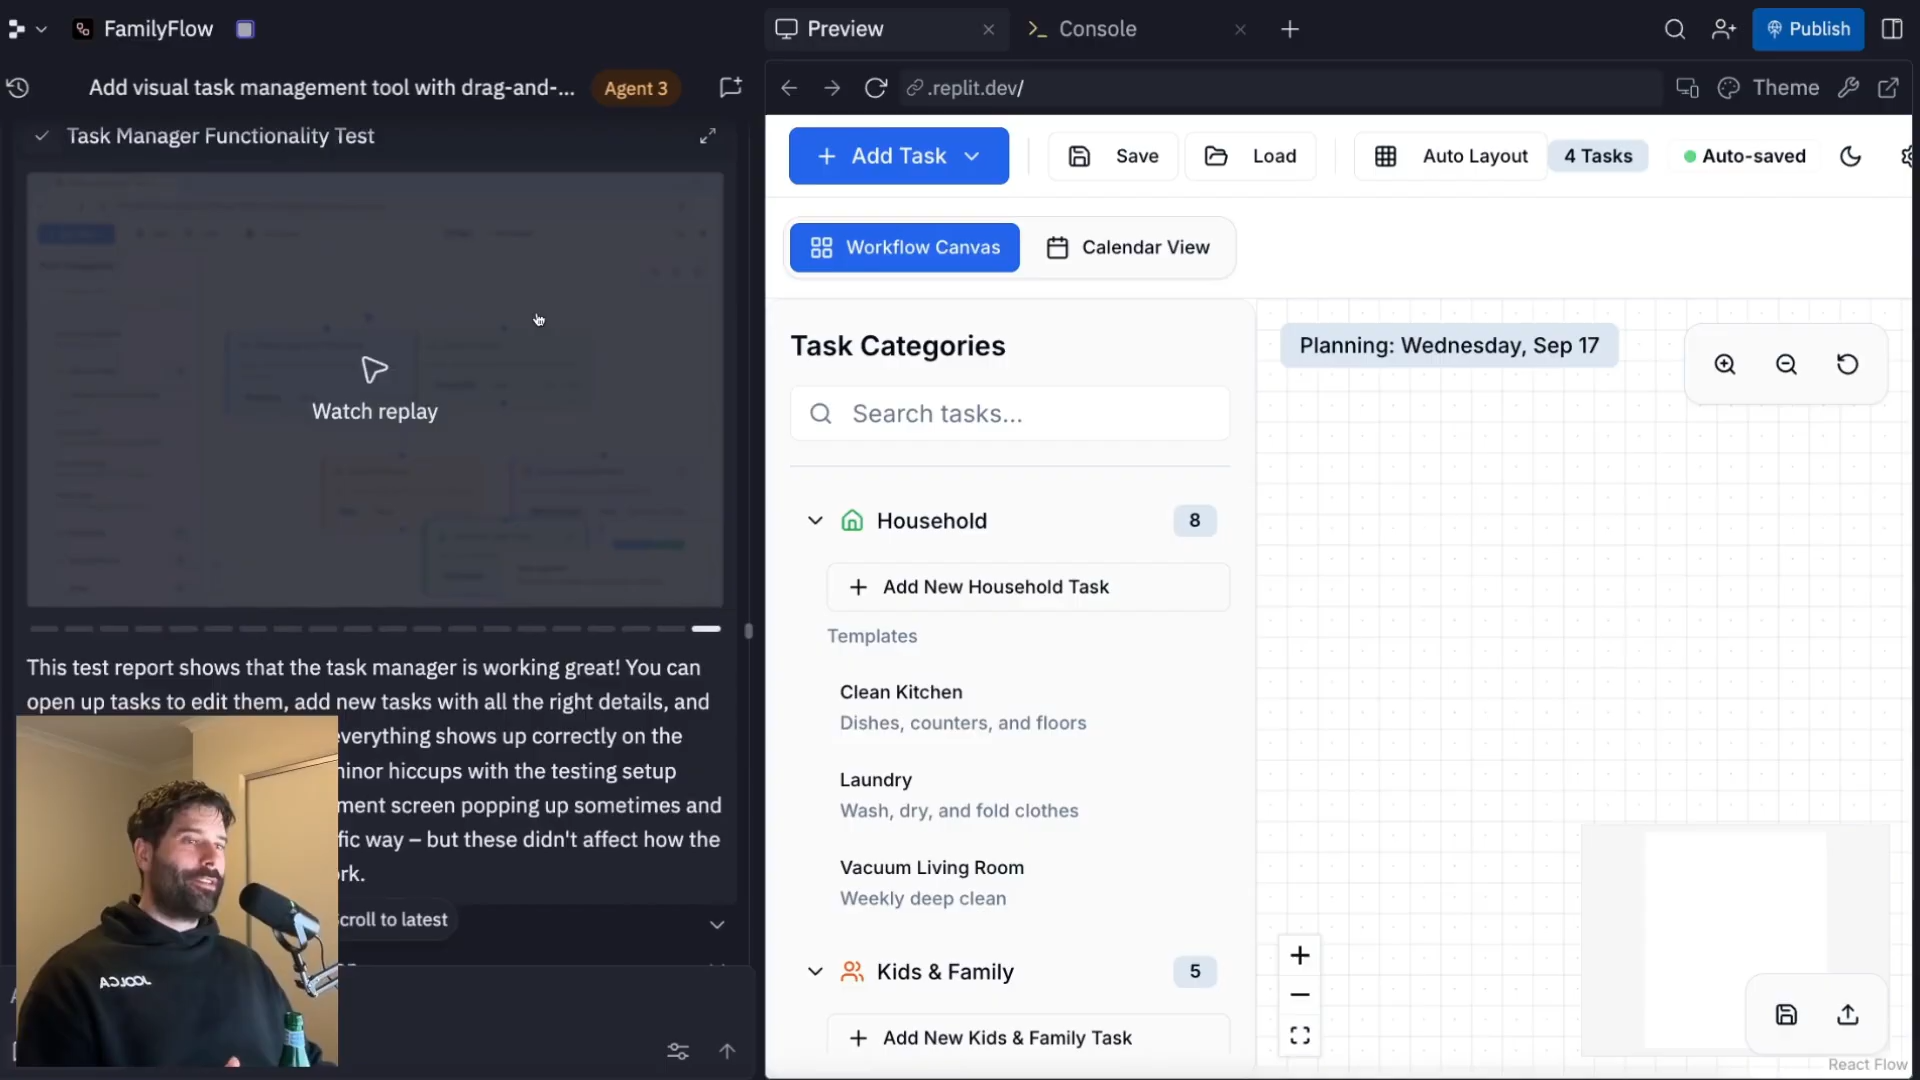 FamilyFlow
Add visual task management tool with drag-and-...
Agent 3
Task Manager Functionality Test
Watch replay
This test report shows that the task manager is working great! You can
open up tasks to edit them, add new tasks with all the right details, and
everything shows up correctly on the
minor hiccups with the testing setup
ment screen popping up sometimes and
fic way – but these didn't affect how the
rk.
Scroll to latest
Preview
Console
Publish
.replit.dev/
Theme
Add Task
Save
Load
Auto Layout
4 Tasks
Auto-saved
Workflow Canvas
Calendar View
Task Categories
Search tasks...
Household
8
Add New Household Task
Templates
Clean Kitchen
Dishes, counters, and floors
Laundry
Wash, dry, and fold clothes
Vacuum Living Room
Weekly deep clean
Kids & Family
5
Add New Kids & Family Task
Planning: Wednesday, Sep 17
React Flow